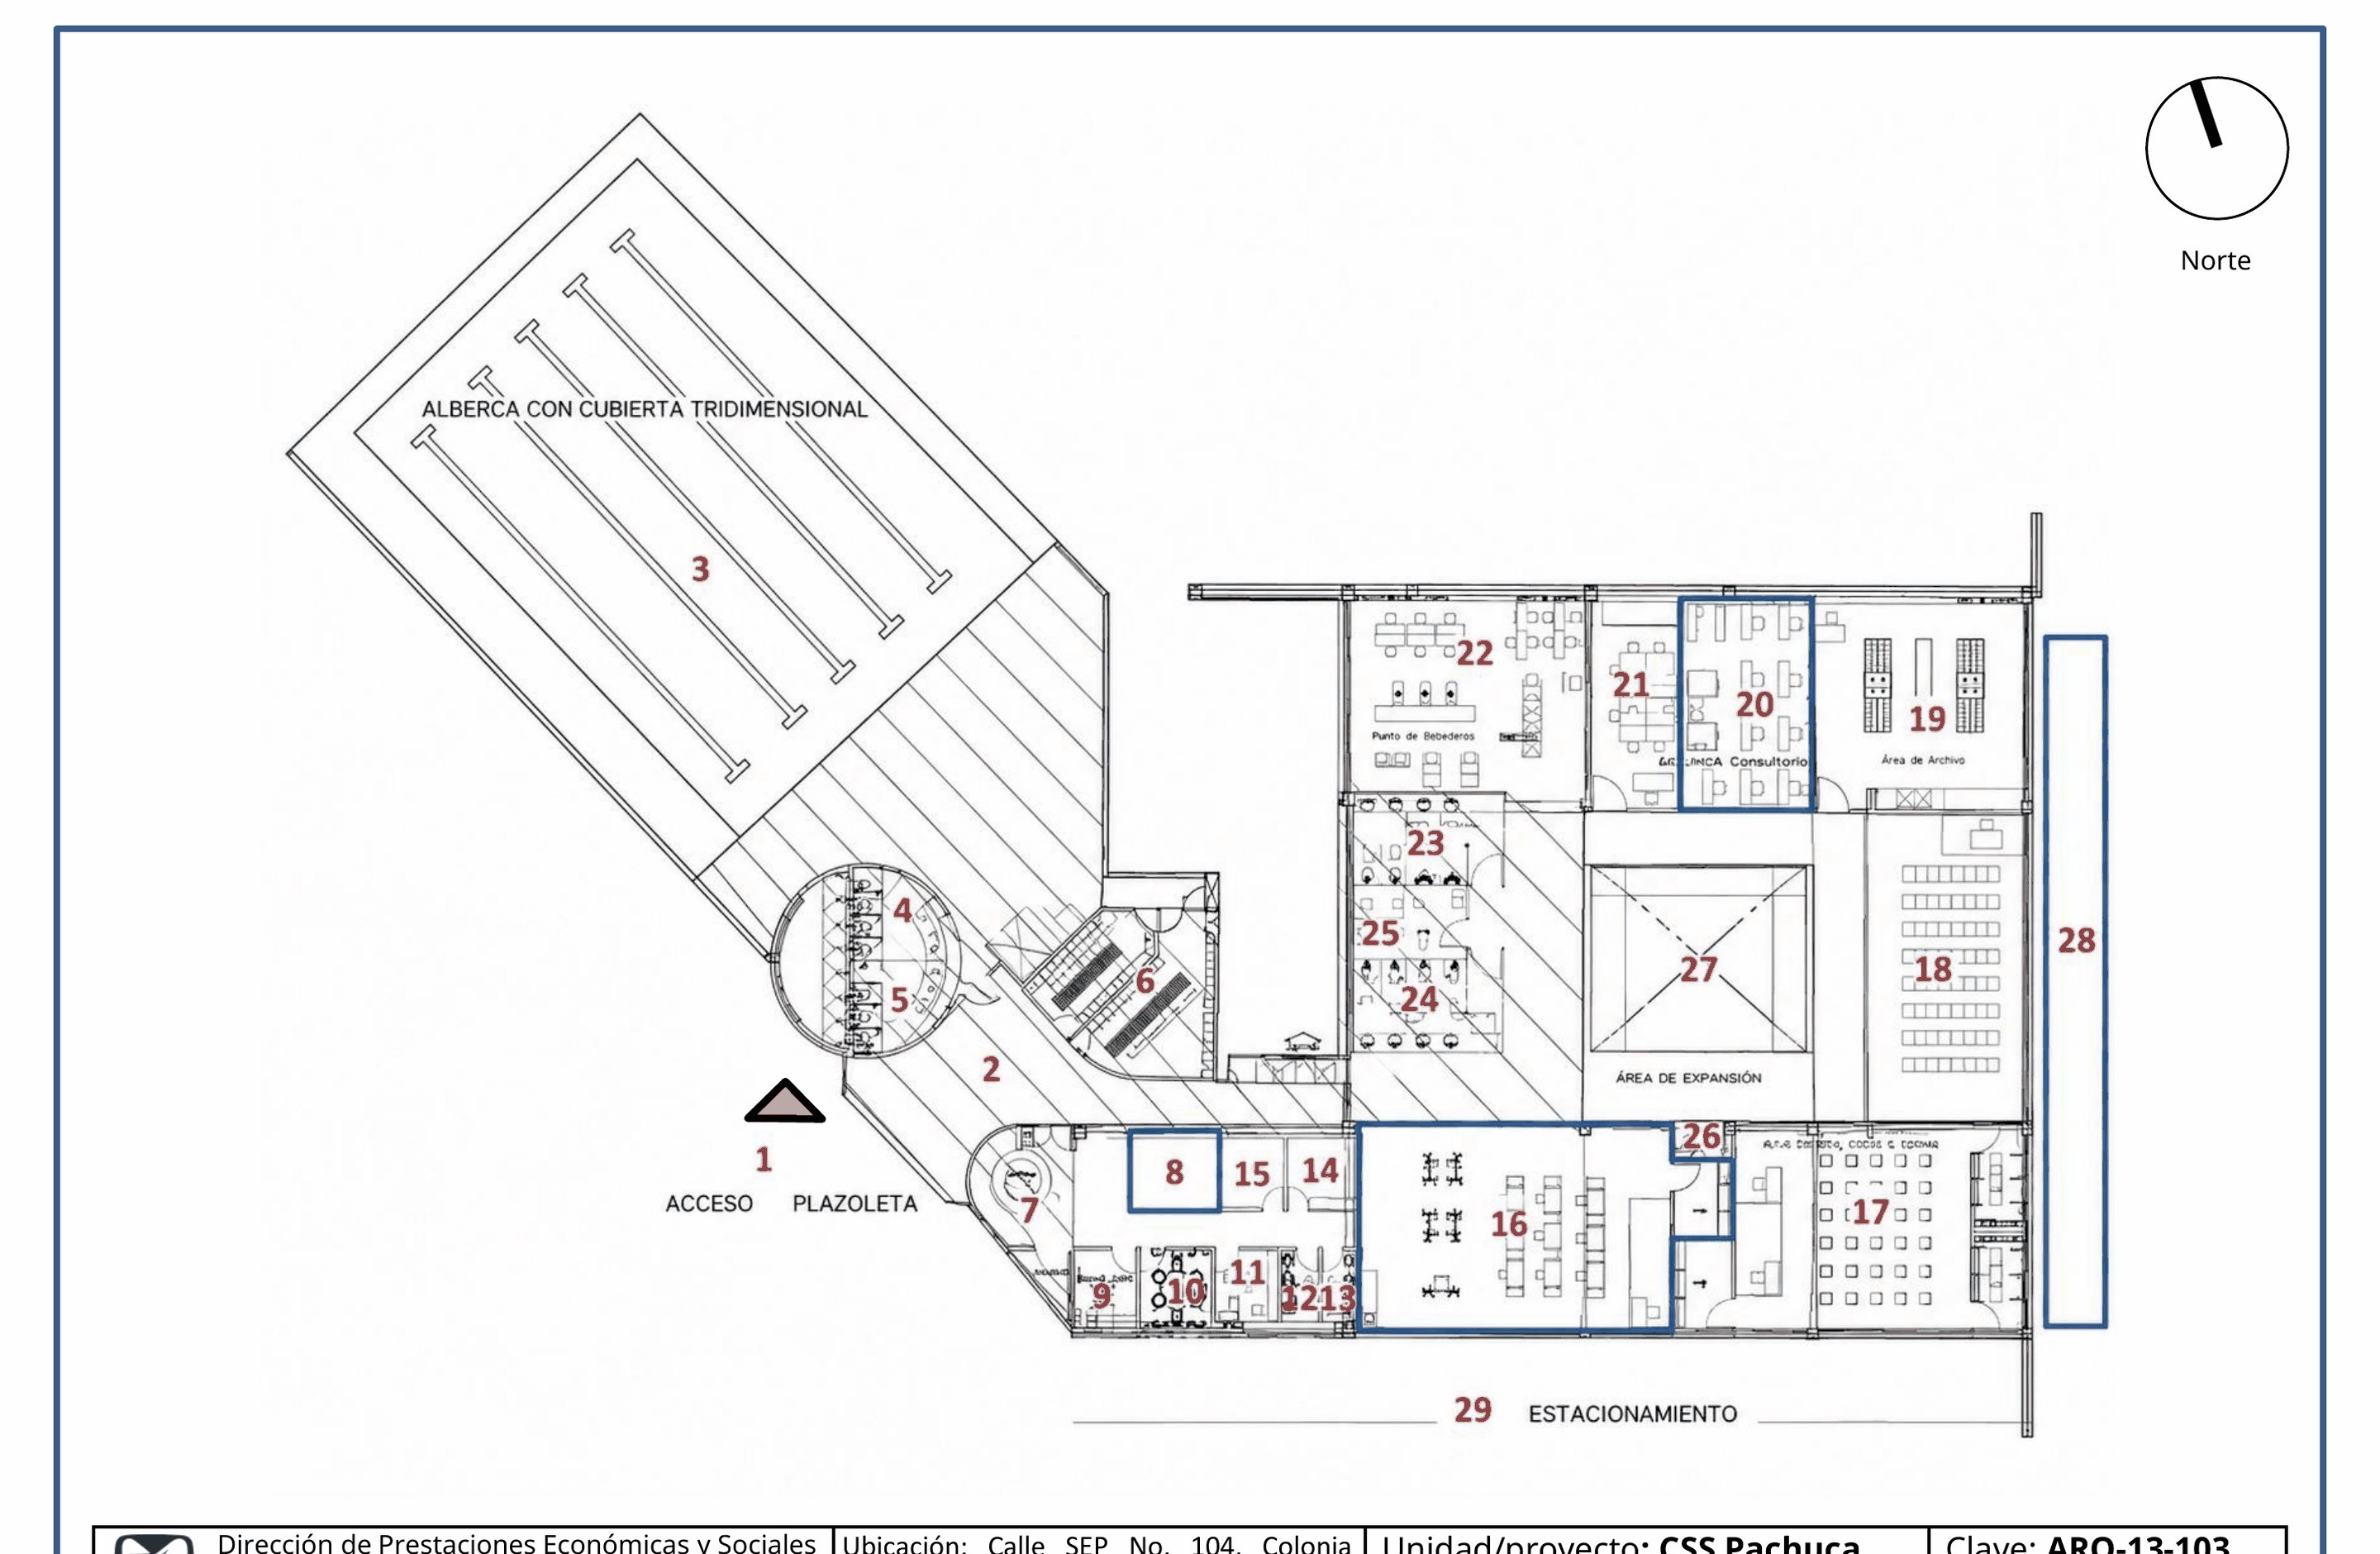 Norte
ALBERCA CON CUBIERTA TRIDIMENSIONAL
3
22
21
20
19
Punto de Bebederos
Consultorio
Área de Archivo
23
4
25
28
27
18
6
5
24
2
ÁREA DE EXPANSIÓN
26
1
8
15
14
ACCESO PLAZOLETA
7
16
17
11
9
10
12
13
29 ESTACIONAMIENTO
Dirección de Prestaciones Económicas y Sociales
Ubicación: Calle SEP No. 104, Colonia
Unidad/proyecto: CSS Pachuca
Clave: ARQ-13-103